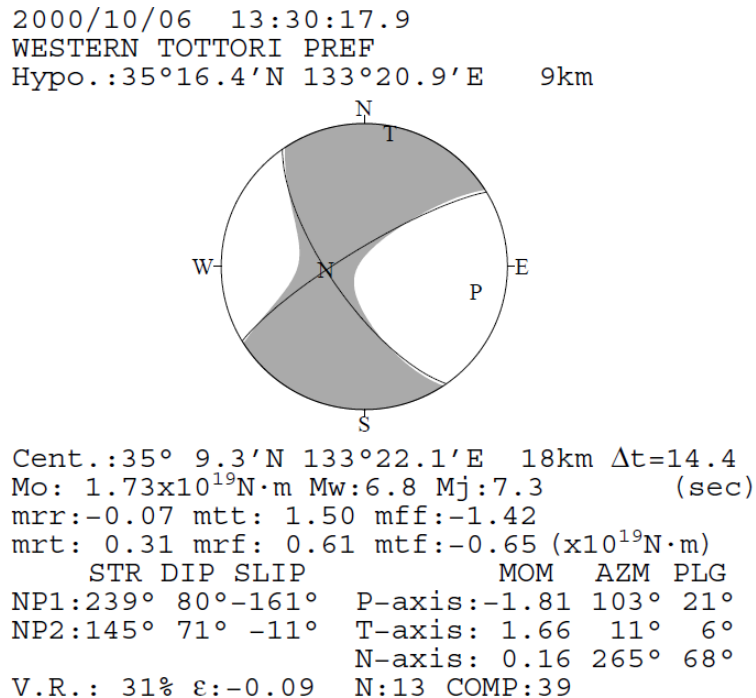 2000/10/06 13:30:17.9
WESTERN TOTTORI PREF
Hypo.:35°16.4′N 133°20.9′E 9km
N
T
W
N
E
P
S
Cent.:35° 9.3′N 133°22.1′E 18km Δt=14.4
Mo: 1.73x10¹⁹N·m Mw:6.8 Mj:7.3 (sec)
mrr:-0.07 mtt: 1.50 mff:-1.42
mrt: 0.31 mrf: 0.61 mtf:-0.65 (x10¹⁹N·m)
STR DIP SLIP MOM AZM PLG
NP1:239° 80°-161° P-axis:-1.81 103° 21°
NP2:145° 71° -11° T-axis: 1.66 11° 6°
N-axis: 0.16 265° 68°
V.R.: 31% ε:-0.09 N:13 COMP:39